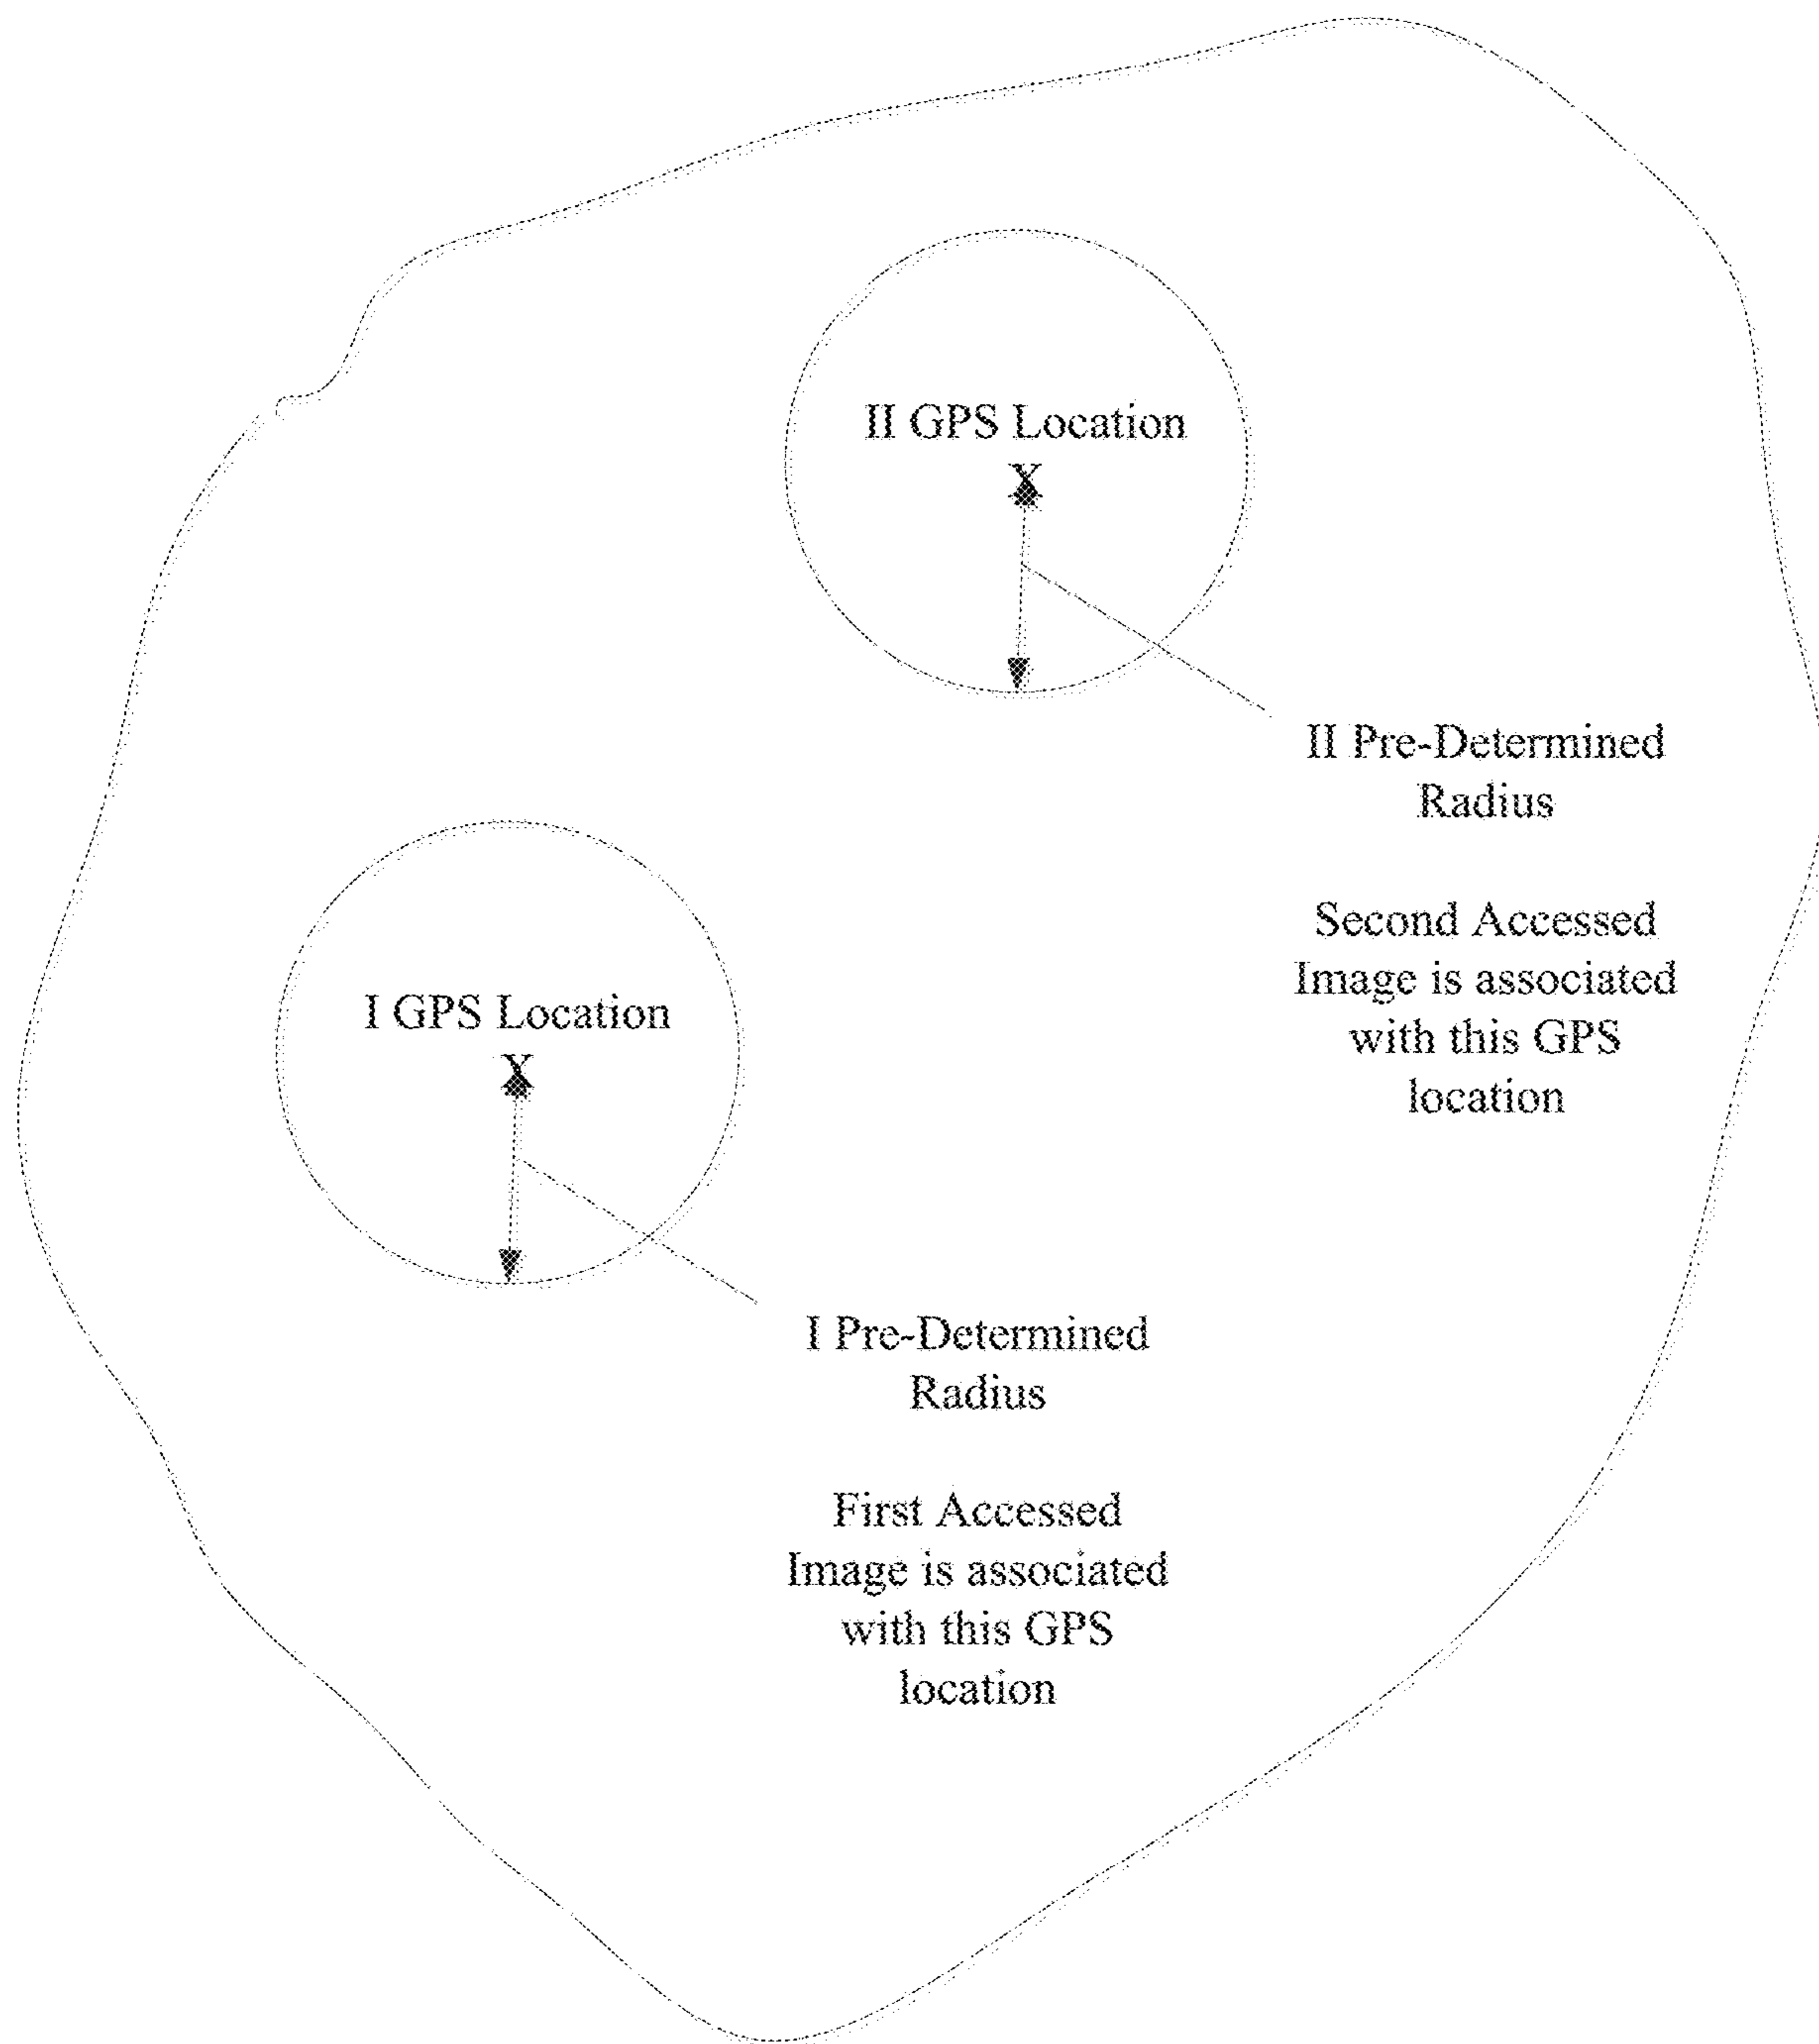 II GPS Location
X
II Pre-Determined
Radius
Second Accessed
Image is associated
with this GPS
location
I GPS Location
X
I Pre-Determined
Radius
First Accessed
Image is associated
with this GPS
location